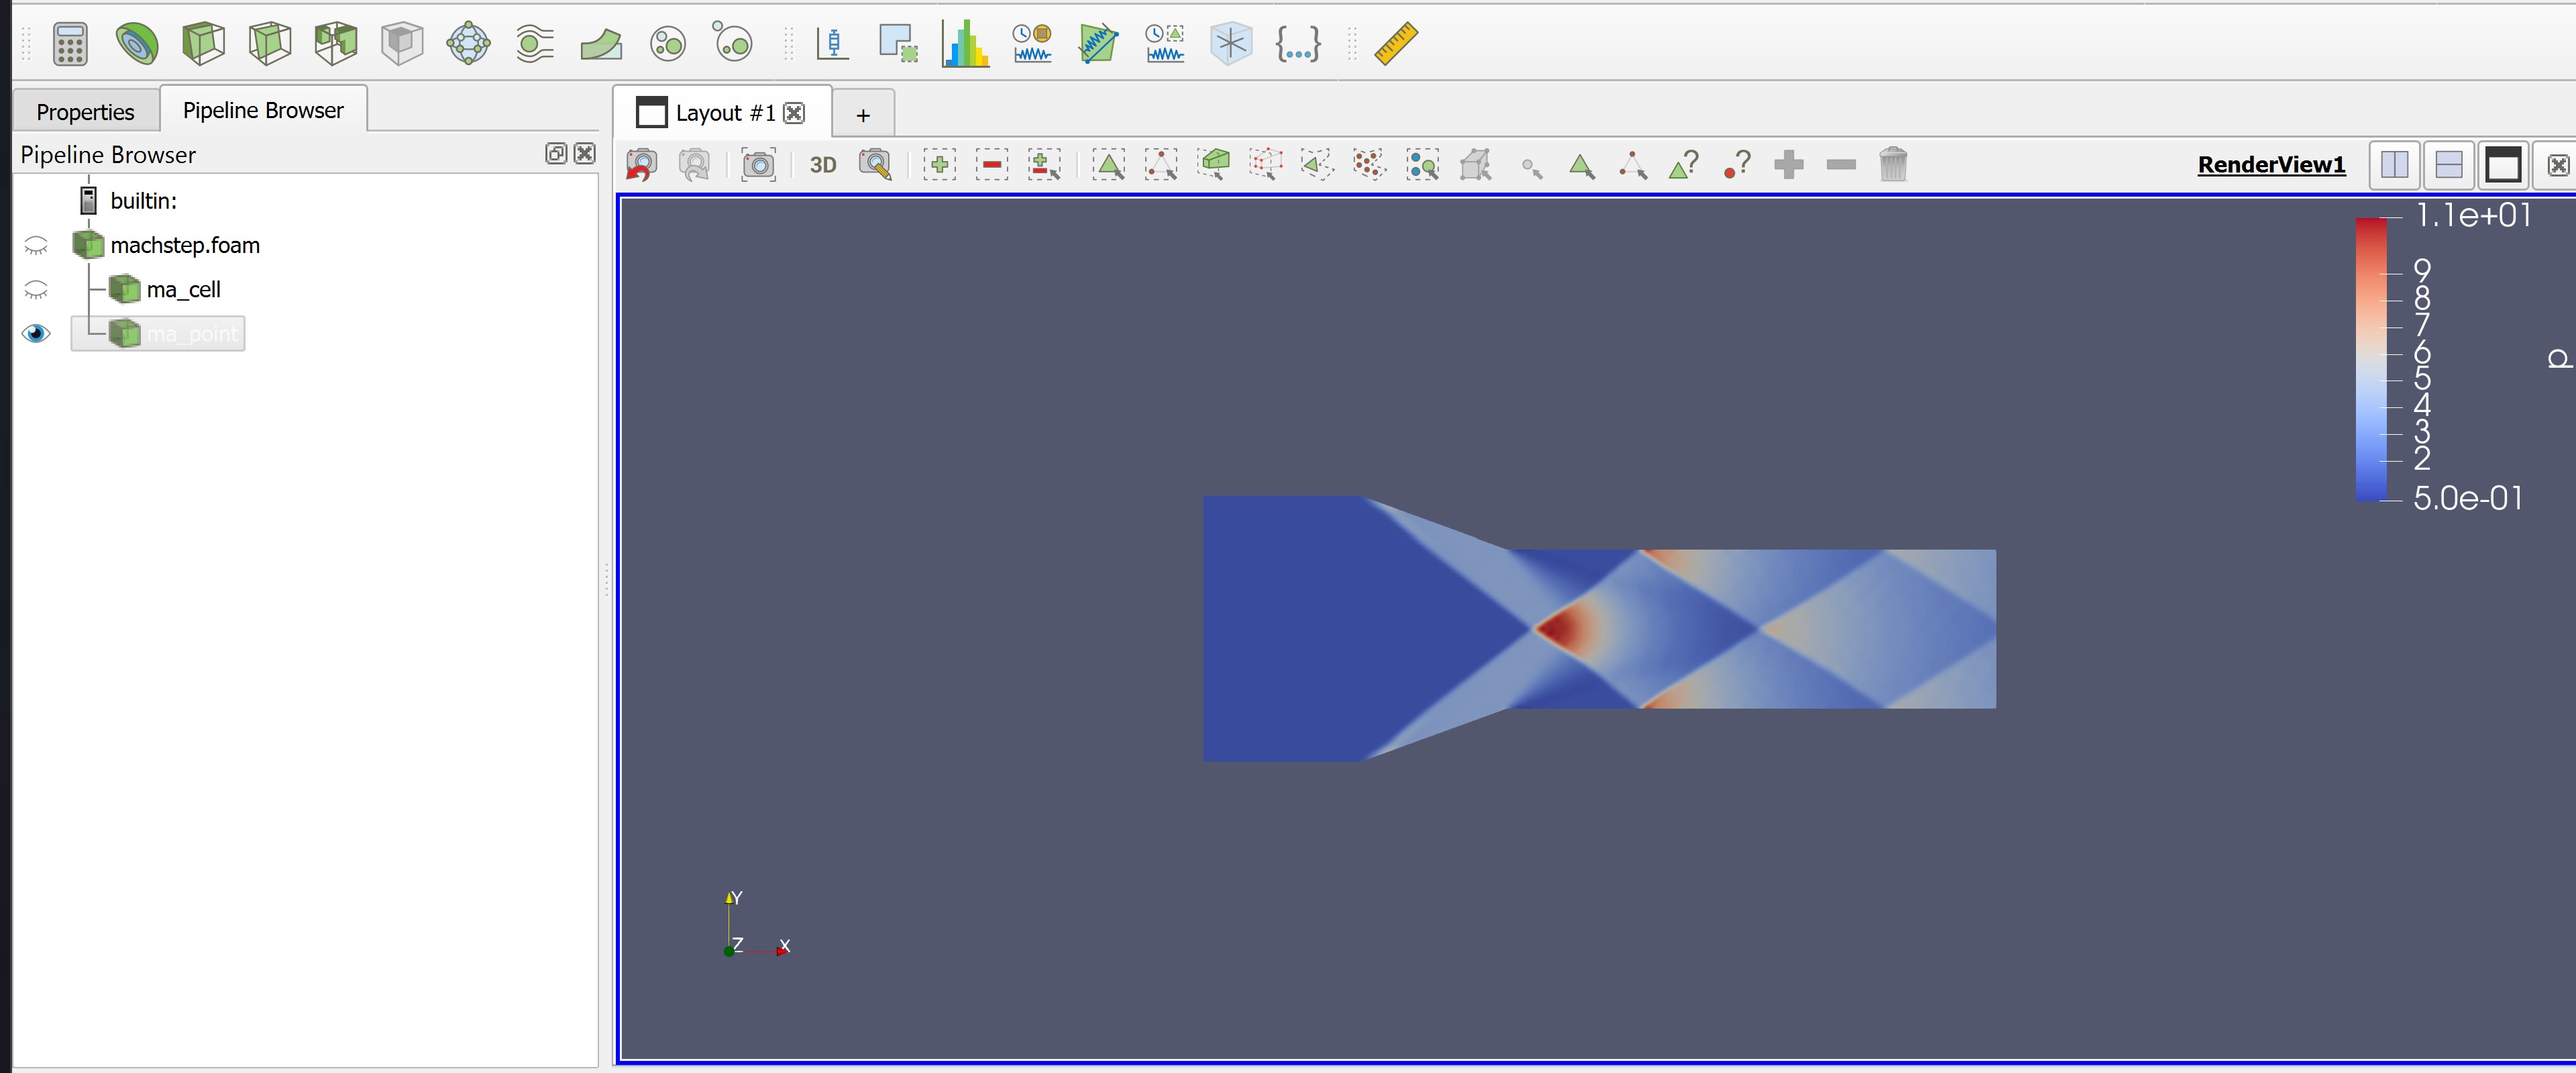 Properties
Pipeline Browser
Layout #1
+
Pipeline Browser
3D
RenderView1
builtin:
machstep.foam
ma_cell
ma_point
1.1e+01
9
8
7
6
5
4
3
2
5.0e-01
p
Y
Z
X